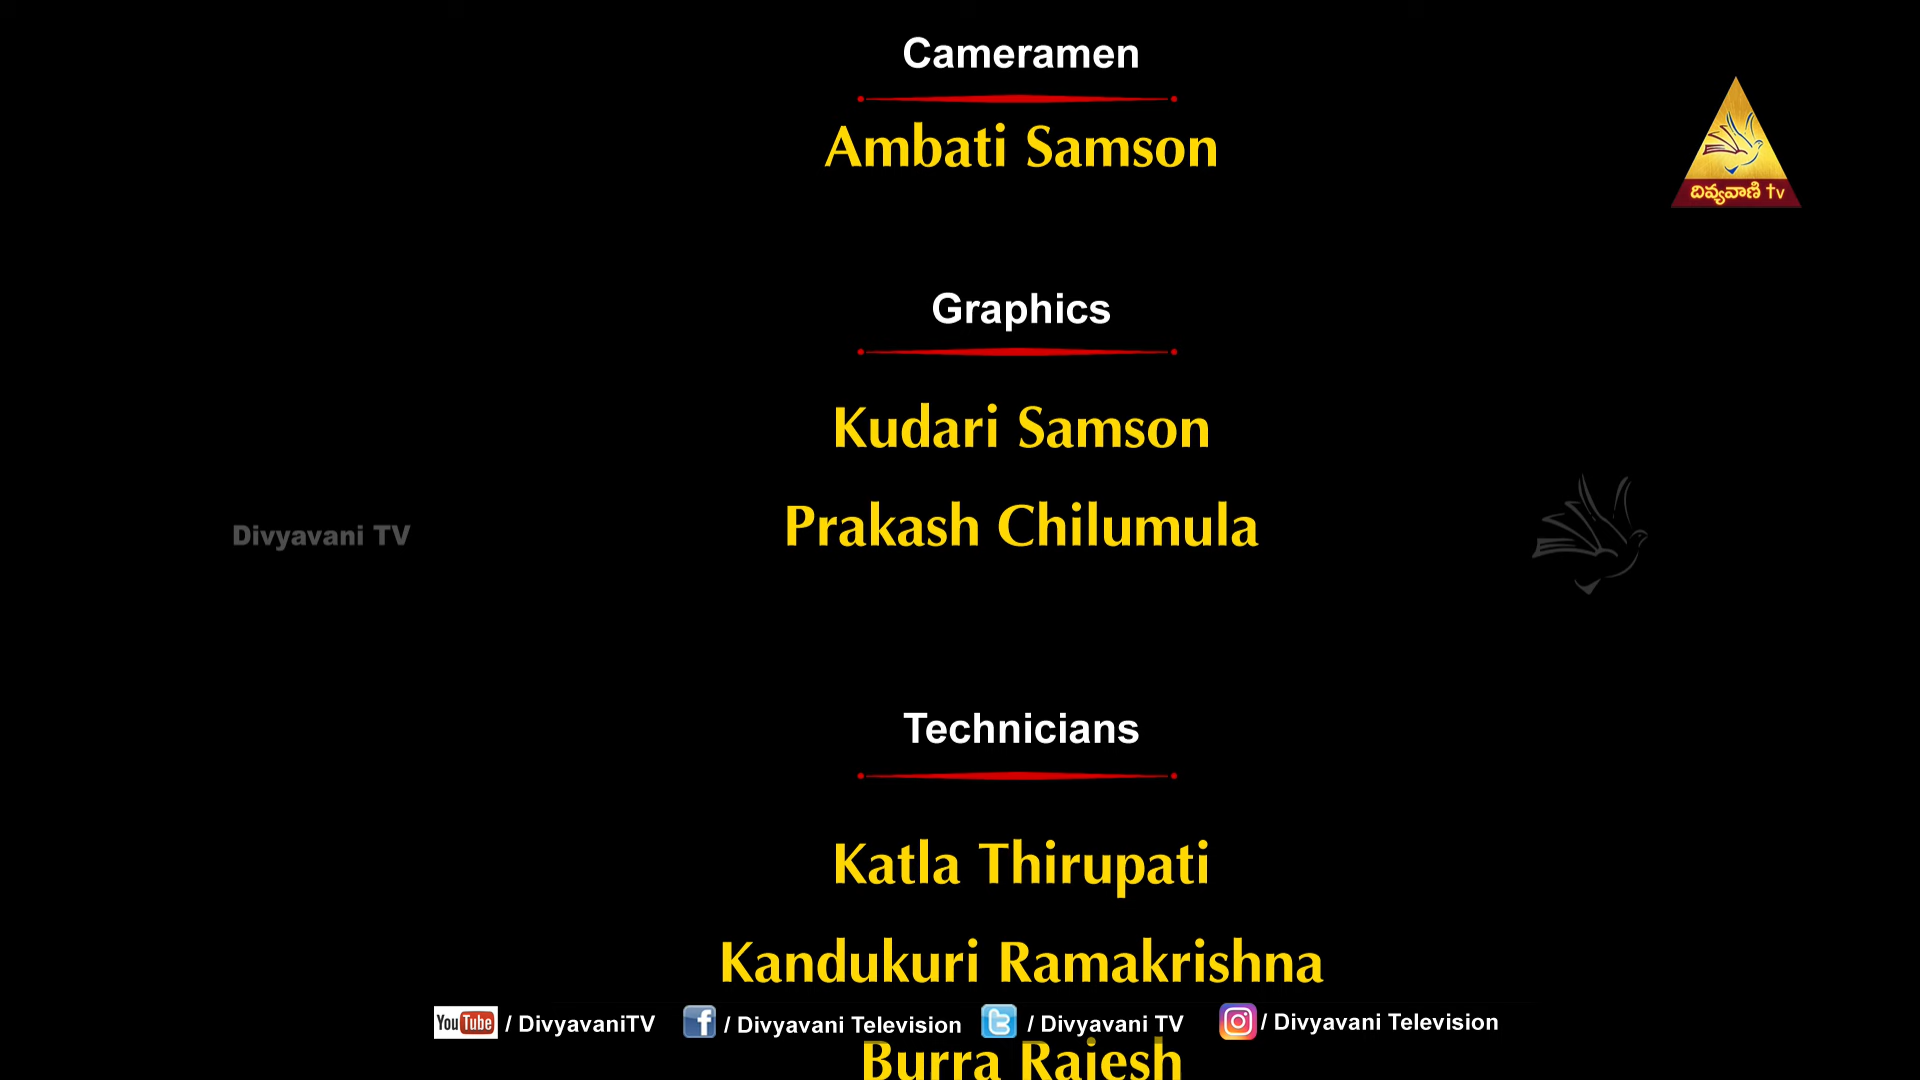 Cameramen
Ambati Samson
దివ్యవాణి tv
Graphics
Kudari Samson
Prakash Chilumula
Divyavani TV
Technicians
Katla Thirupati
Kandukuri Ramakrishna
YouTube / DivyavaniTV / Divyavani Television / Divyavani TV / Divyavani Television
Burra Rajesh